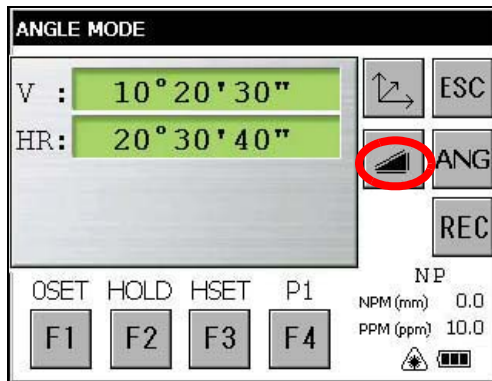 ANGLE MODE
V : 10°20'30"
HR: 20°30'40"
ESC
ANG
REC
0SET HOLD HSET P1
F1 F2 F3 F4
NP
NPM (mm) 0.0
PPM (ppm) 10.0